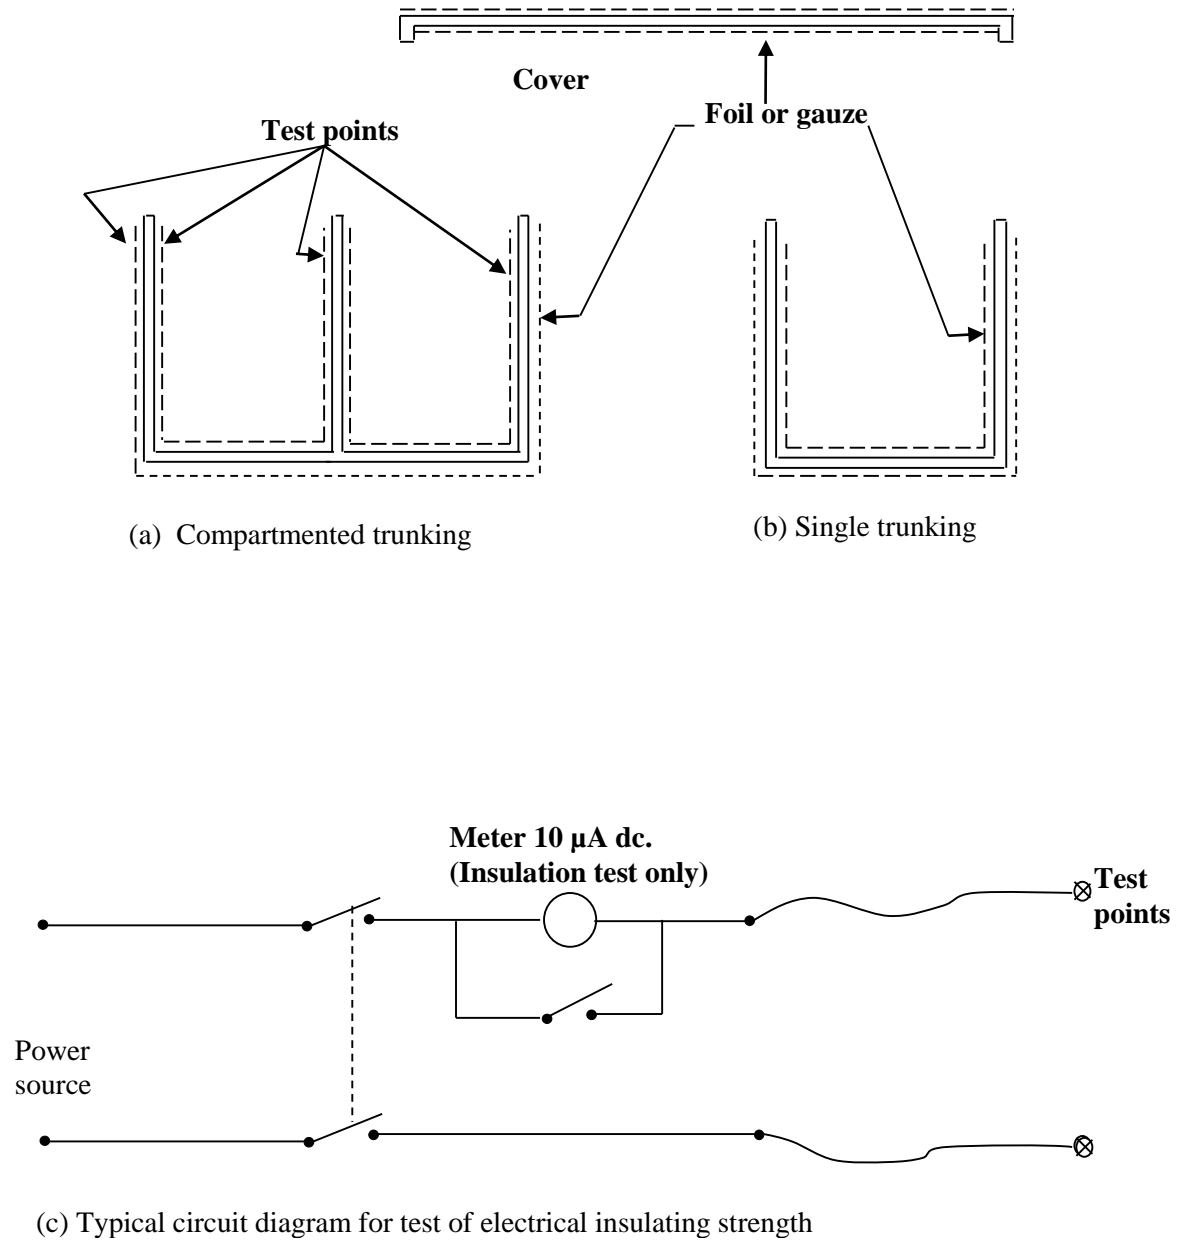 Cover
Foil or gauze
Test points
(a) Compartmented trunking
(b) Single trunking
Meter 10 µA dc.
(Insulation test only)
Test
points
Power
source
(c) Typical circuit diagram for test of electrical insulating strength